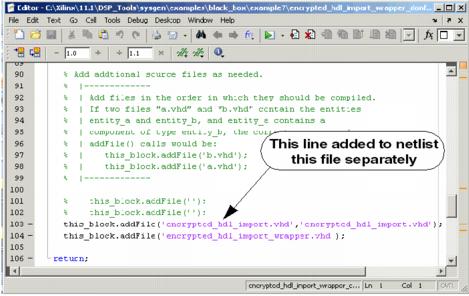 Editor - C:\Xilinx\11.1\DSP_Tools\sysgen\examples\black_box\example7\encrypted_hdl_import_wrapper_conf...
File Edit Text Go Cell Tools Debug Desktop Window Help
- 1.0 + ÷ 1.1 ×
90 % Add addtional source files as needed.
91 % |-------------
92 % | Add files in the order in which they should be compiled.
93 % | If two files "a.vhd" and "b.vhd" contain the entities
94 % | entity_a and entity_b, and entity_a contains a
95 % | component of type entity_b, the
96 % | addFile() calls would be:
97 % | this_block.addFile('b.vhd');
98 % | this_block.addFile('a.vhd');
99 % |-------------
This line added to netlist
this file separately
100
101 % this_block.addFile('');
102 % this_block.addFile('');
103 - this_block.addFile('encrypted_hdl_import.vhd','encrypted_hdl_import.vhd');
104 - this_block.addFile('encrypted_hdl_import_wrapper.vhd');
105
106 - return;
encrypted_hdl_import_wrapper_c... Ln 1 Col 1 OVR